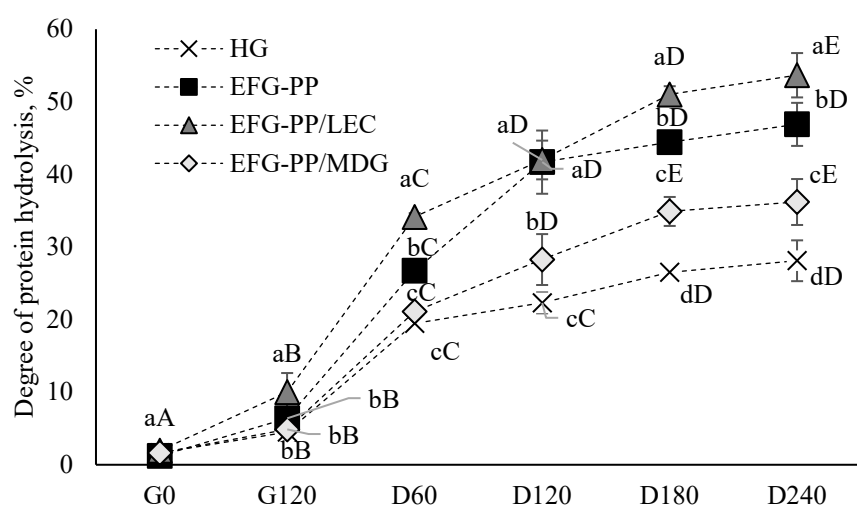 Degree of protein hydrolysis, %
60
50
40
30
20
10
0
HG
EFG-PP
EFG-PP/LEC
EFG-PP/MDG
aA
aB
bB
bB
bB
aC
bC
cC
cC
aD
aD
bD
cC
aD
bD
cE
dD
aE
bD
cE
dD
G0 G120 D60 D120 D180 D240